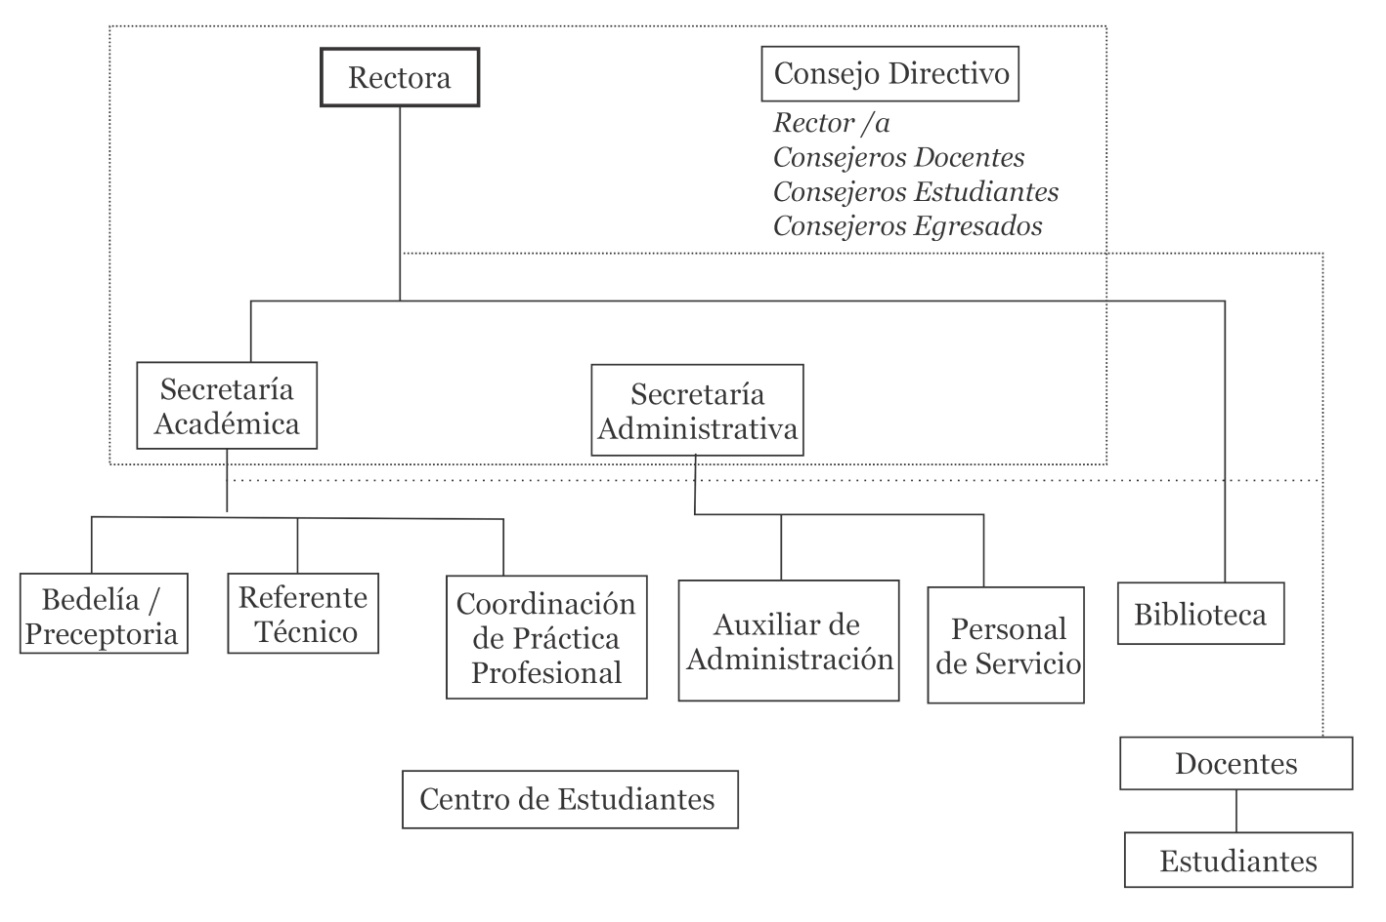 Rectora
Consejo Directivo
Rector /a
Consejeros Docentes
Consejeros Estudiantes
Consejeros Egresados
Secretaría
Académica
Secretaría
Administrativa
Bedelía /
Preceptoria
Referente
Técnico
Coordinación
de Práctica
Profesional
Auxiliar de
Administración
Personal
de Servicio
Biblioteca
Docentes
Centro de Estudiantes
Estudiantes